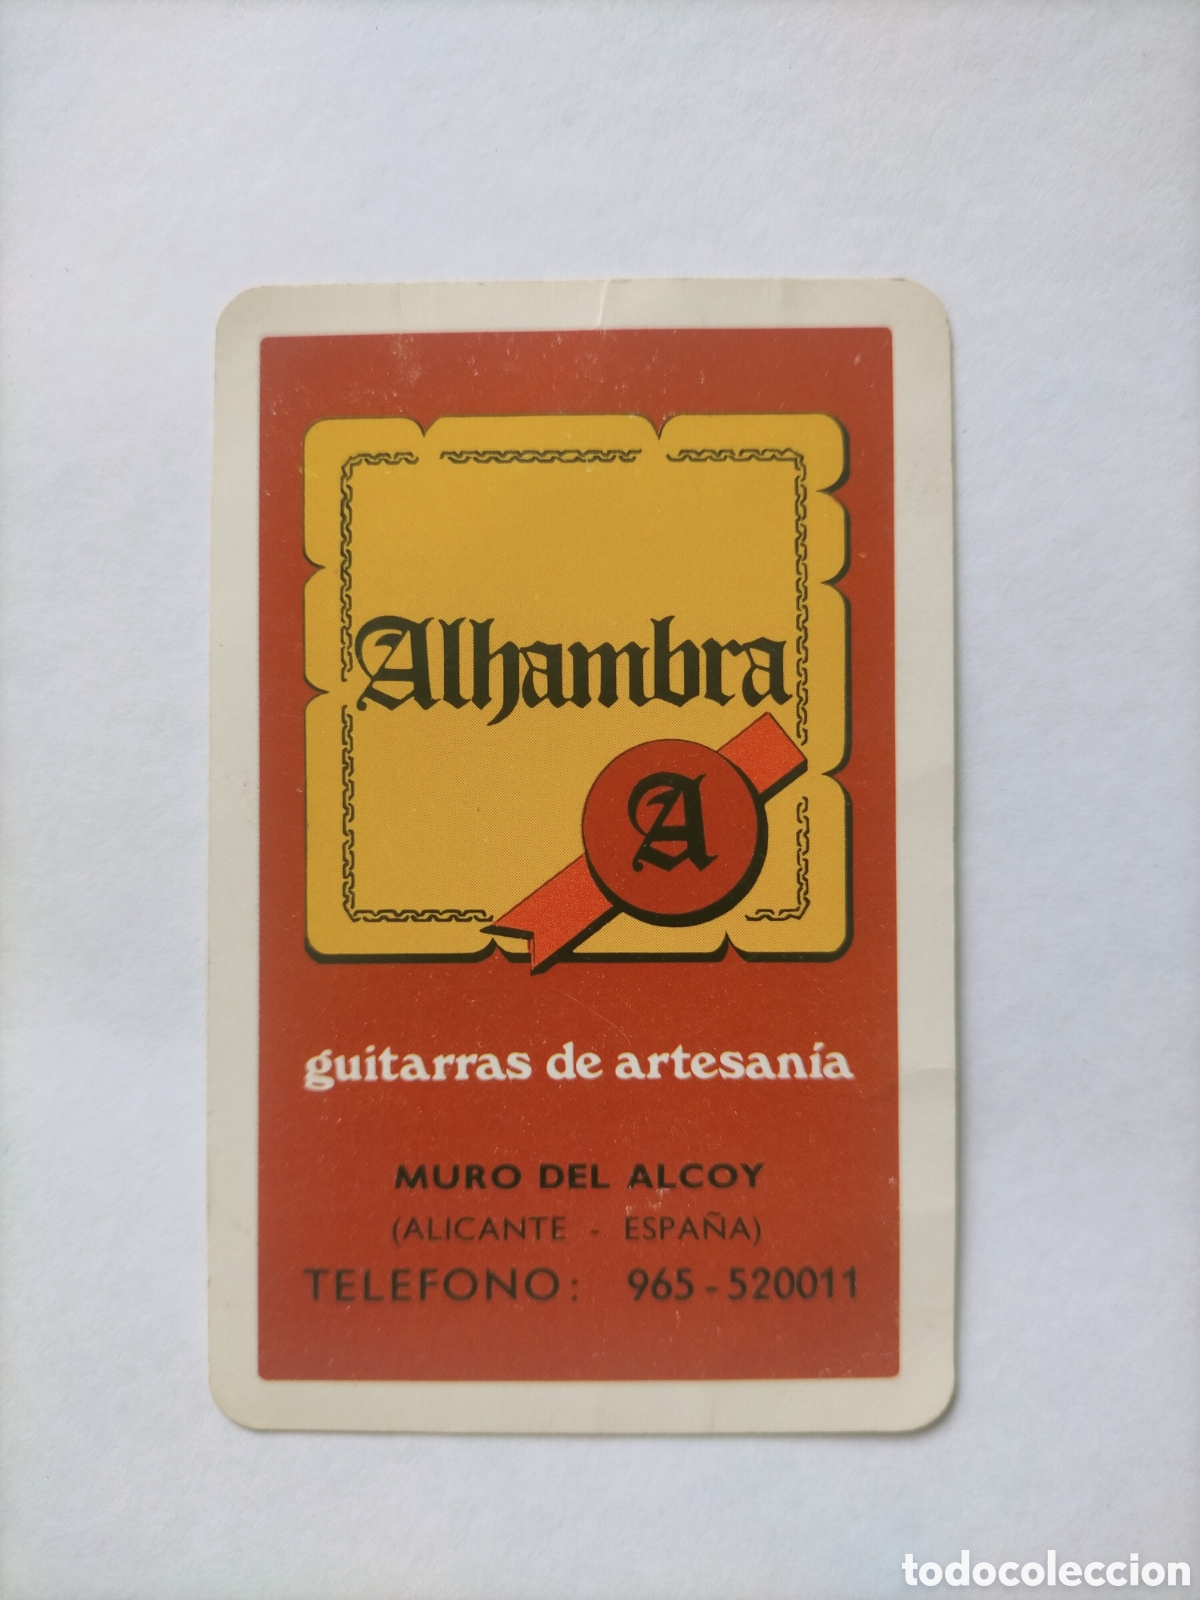 Alhambra
A
guitarras de artesanía
MURO DEL ALCOY
(ALICANTE - ESPAÑA)
TELEFONO: 965-520011
todocoleccion